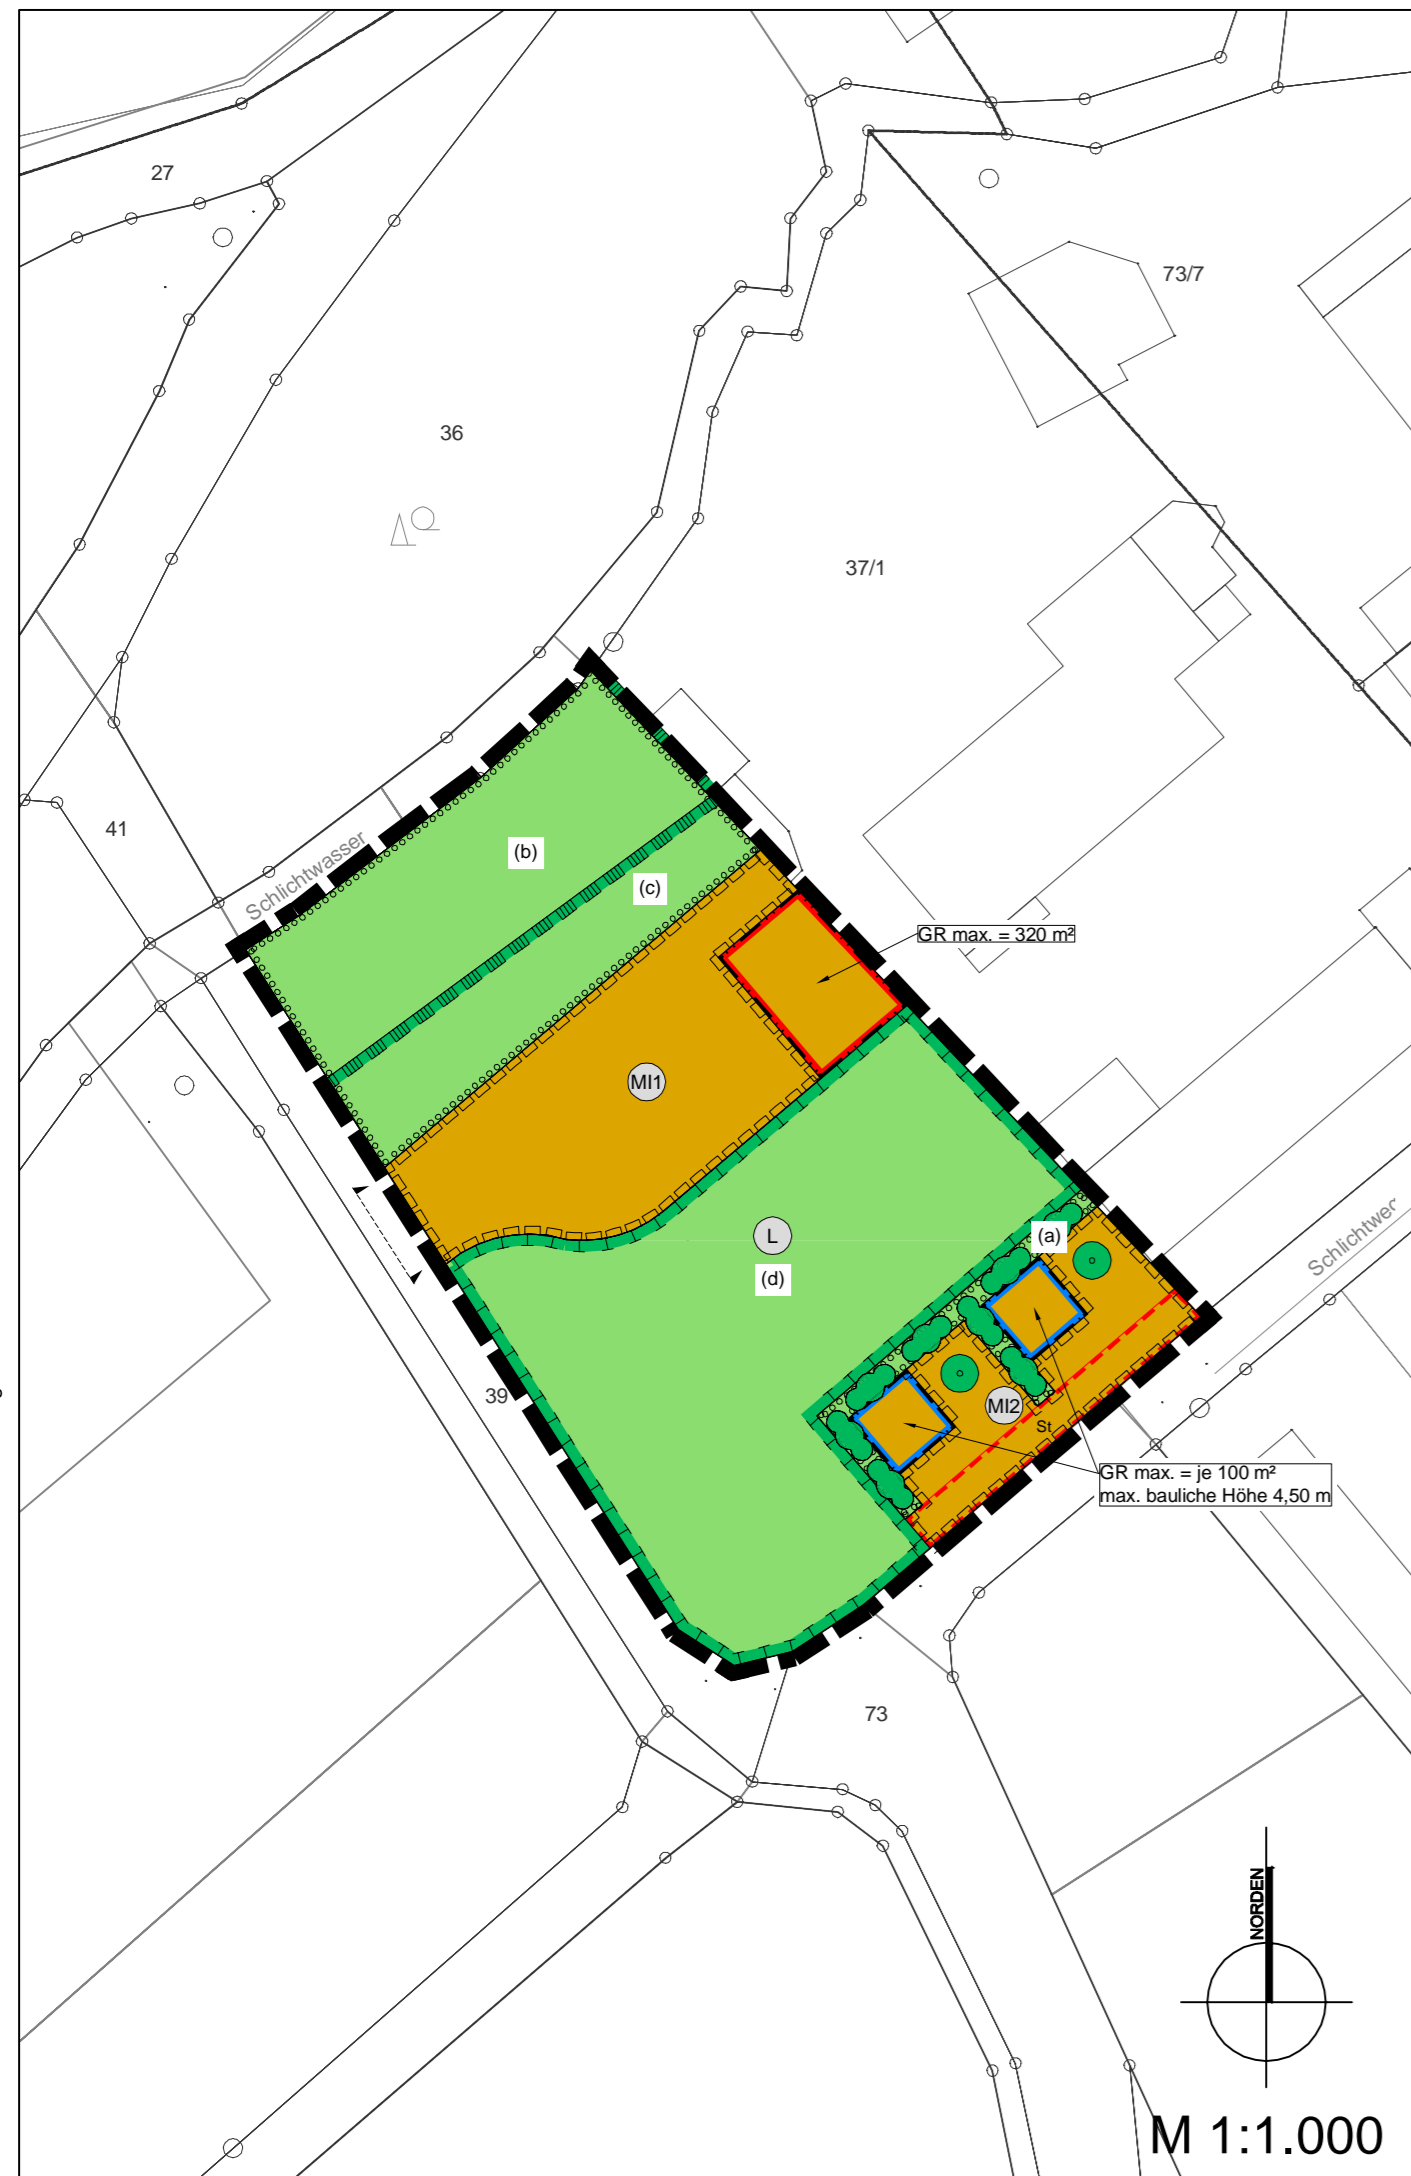 27
73/7
36
37/1
41
Schlichtwasser
(b)
(c)
GR max. = 320 m²
MI1
L
(d)
(a)
Schlichtweg
39
MI2
St
GR max. = je 100 m²
max. bauliche Höhe 4,50 m
73
NORDEN
M 1:1.000